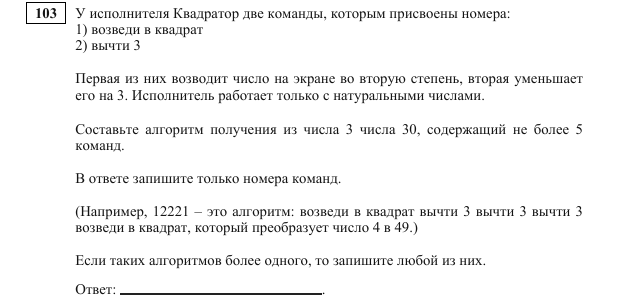 103 У исполнителя Квадратор две команды, которым присвоены номера:
1) возведи в квадрат
2) вычти 3
Первая из них возводит число на экране во вторую степень, вторая уменьшает
его на 3. Исполнитель работает только с натуральными числами.
Составьте алгоритм получения из числа 3 числа 30, содержащий не более 5
команд.
В ответе запишите только номера команд.
(Например, 12221 – это алгоритм: возведи в квадрат вычти 3 вычти 3 вычти 3
возведи в квадрат, который преобразует число 4 в 49.)
Если таких алгоритмов более одного, то запишите любой из них.
Ответ: .